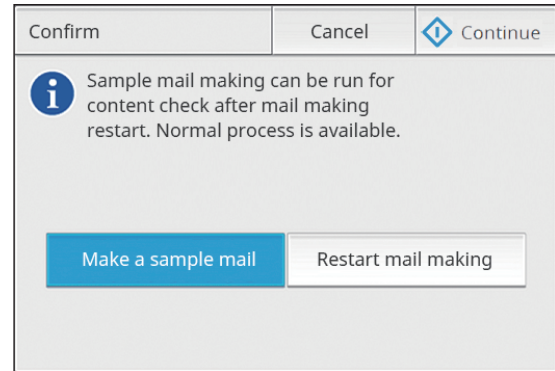 Confirm
Cancel
Continue
Sample mail making can be run for
content check after mail making
restart. Normal process is available.
Make a sample mail
Restart mail making